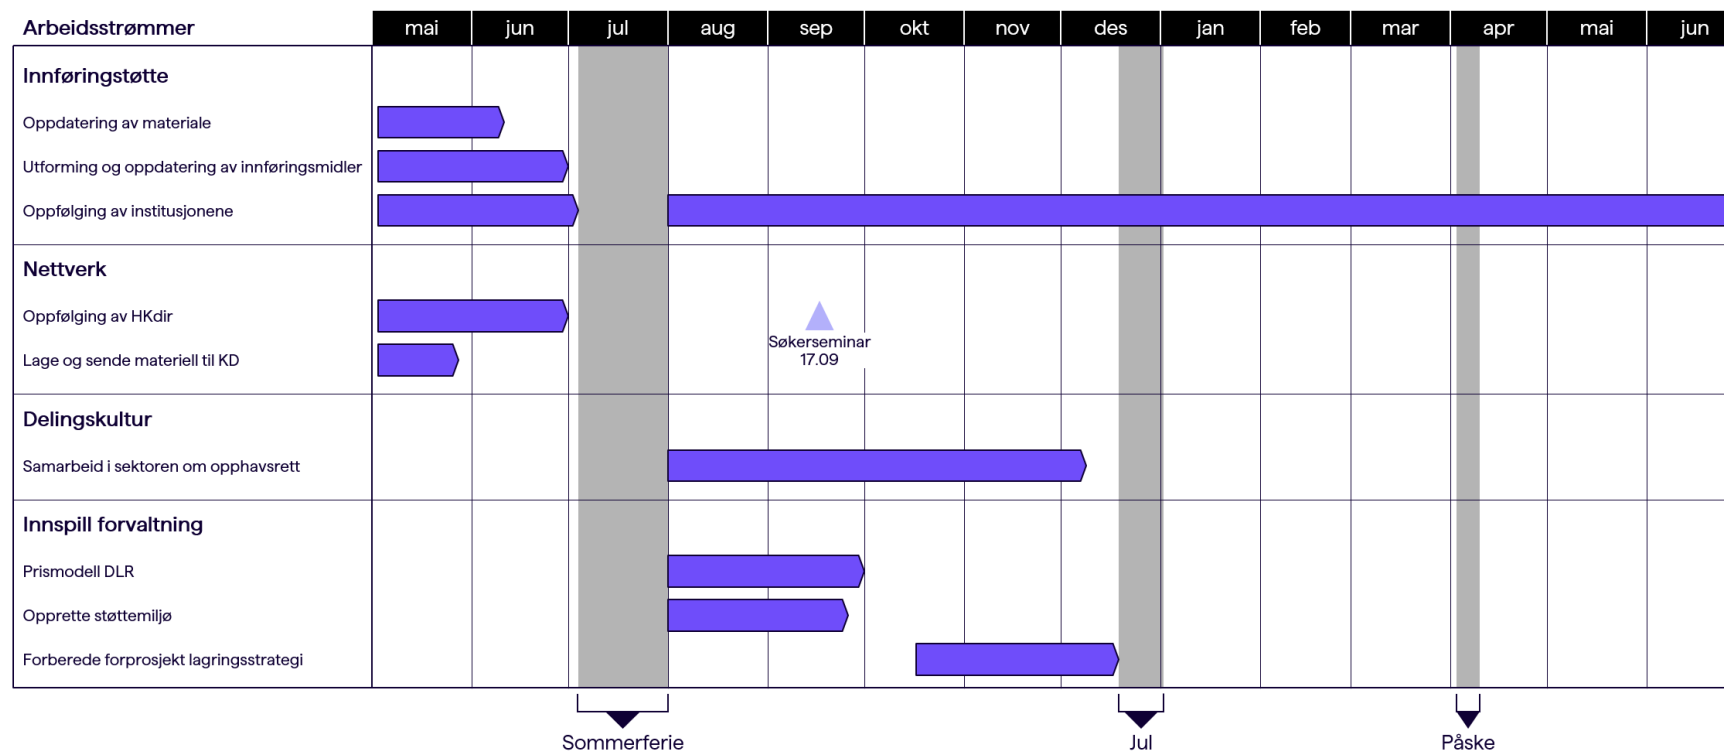 Arbeidsstrømmer mai jun jul aug sep okt nov des jan feb mar apr mai jun
Innføringstøtte
Oppdatering av materiale
Utforming og oppdatering av innføringsmidler
Oppfølging av institusjonene
Nettverk
Oppfølging av HKdir
Søkerseminar
17.09
Lage og sende materiell til KD
Delingskultur
Samarbeid i sektoren om opphavsrett
Innspill forvaltning
Prismodell DLR
Opprette støttemiljø
Forberede forprosjekt lagringsstrategi
Sommerferie Jul Påske